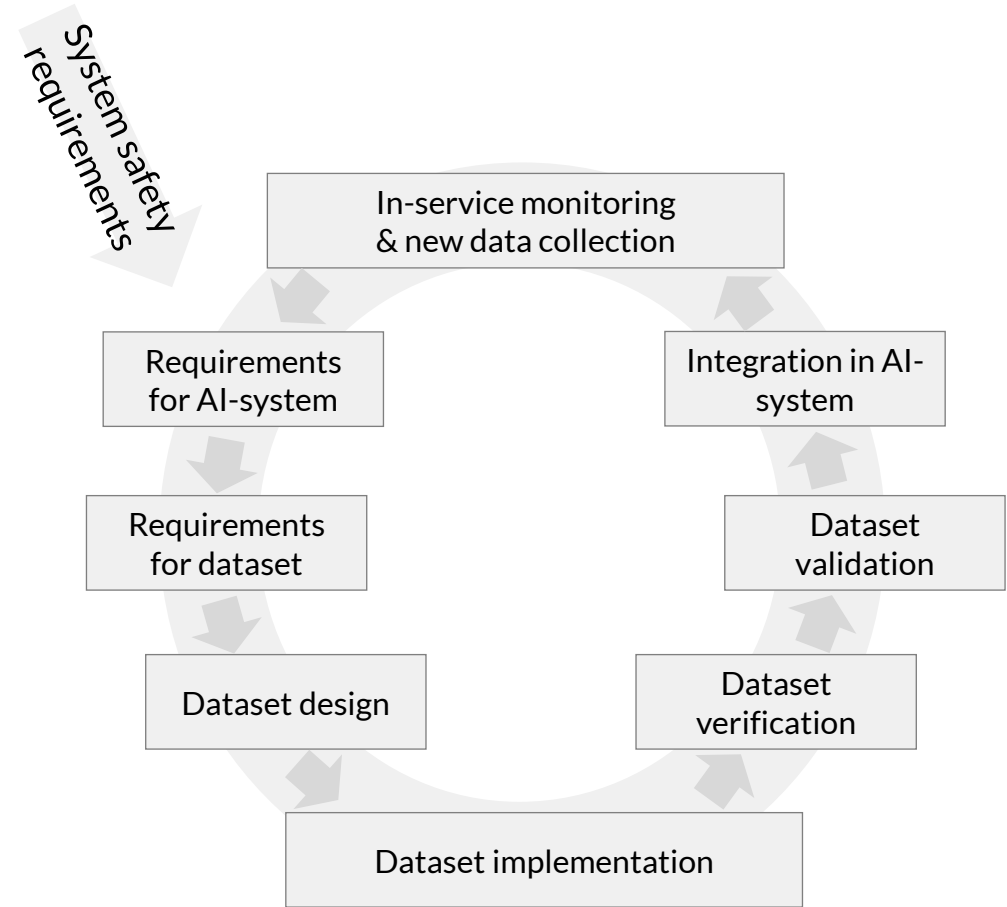 System safety
requirements
In-service monitoring
& new data collection
Requirements
for AI-system
Integration in AI-
system
Requirements
for dataset
Dataset
validation
Dataset design
Dataset
verification
Dataset implementation